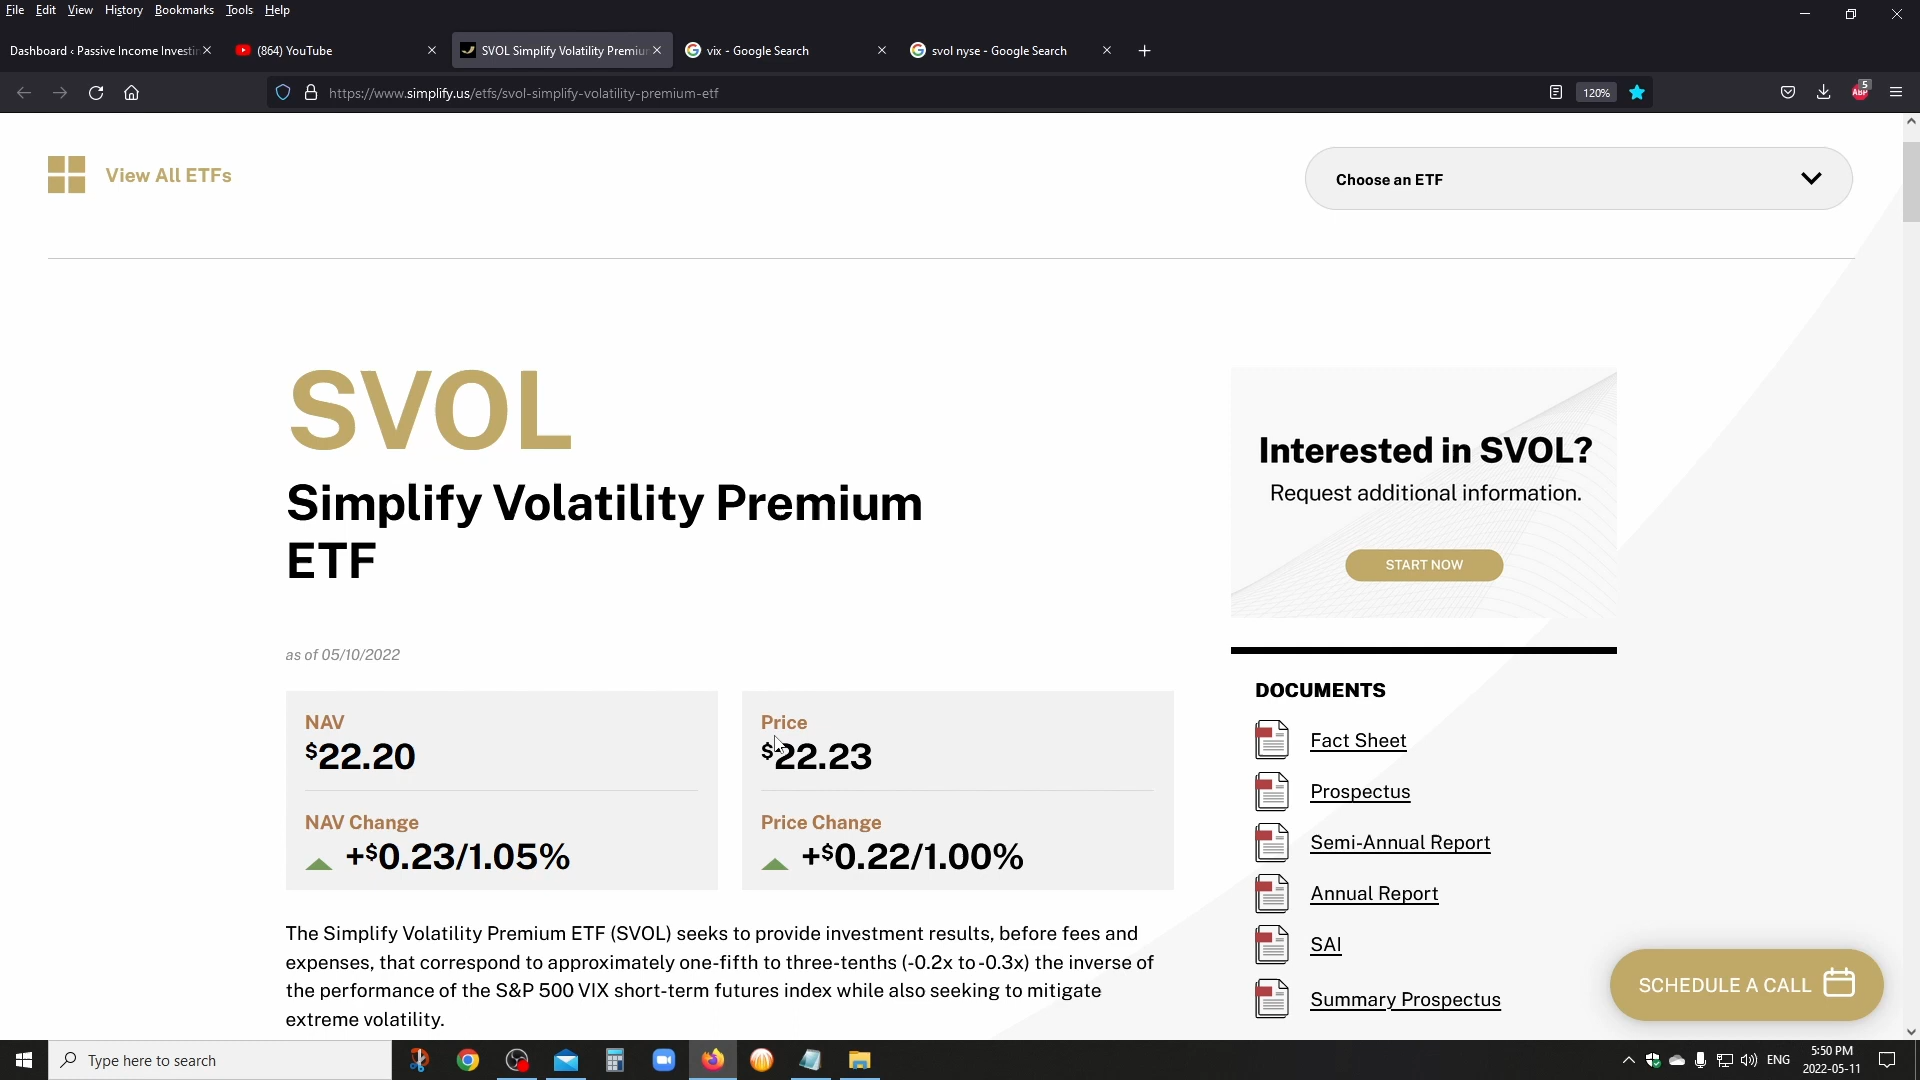 File Edit View History Bookmarks Tools Help
Dashboard ‹ Passive Income Investin
(864) YouTube
SVOL Simplify Volatility Premiu
vix - Google Search
svol nyse - Google Search
https://www.simplify.us/etfs/svol-simplify-volatility-premium-etf
120%
5
ABP
View All ETFs
Choose an ETF
SVOL
Simplify Volatility Premium
ETF
as of 05/10/2022
NAV
$22.20
NAV Change
+$0.23/1.05%
Price
$22.23
Price Change
+$0.22/1.00%
The Simplify Volatility Premium ETF (SVOL) seeks to provide investment results, before fees and
expenses, that correspond to approximately one-fifth to three-tenths (-0.2x to -0.3x) the inverse of
the performance of the S&P 500 VIX short-term futures index while also seeking to mitigate
extreme volatility.
Interested in SVOL?
Request additional information.
START NOW
DOCUMENTS
Fact Sheet
Prospectus
Semi-Annual Report
Annual Report
SAI
Summary Prospectus
SCHEDULE A CALL
Type here to search
ENG
5:50 PM
2022-05-11